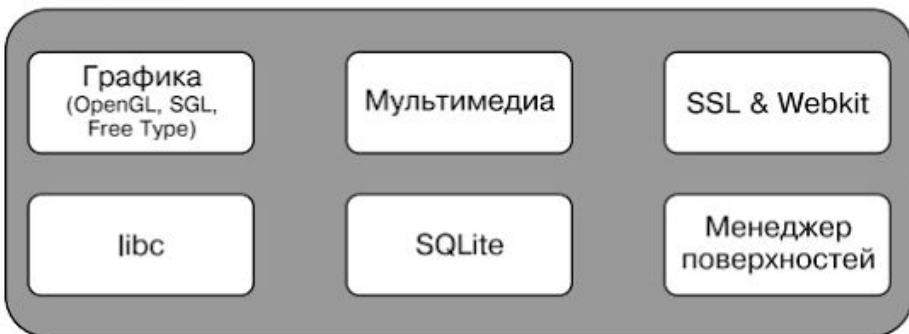 Графика
(OpenGL, SGL,
Free Type)
Мультимедиа
SSL & Webkit
libc
SQLite
Менеджер
поверхностей